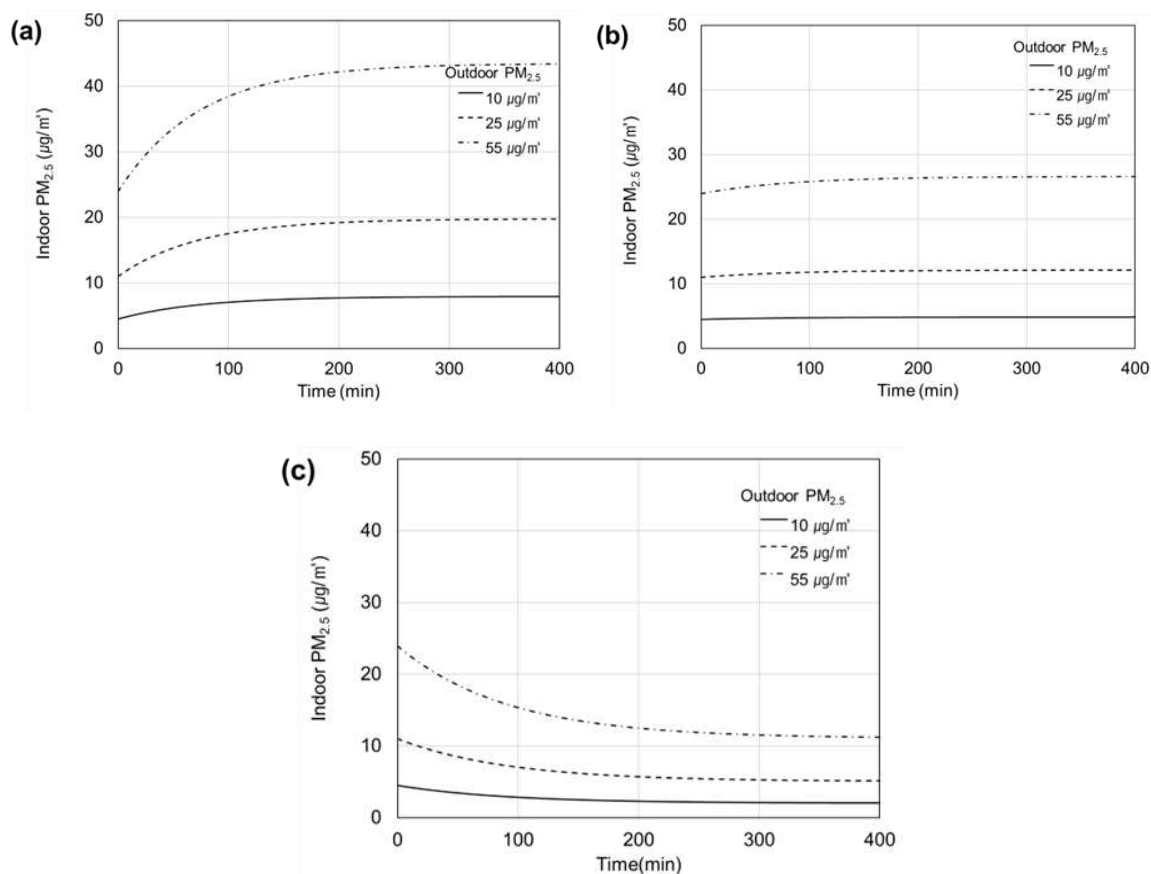 (a)
50
40
30
20
10
0
Indoor PM2.5 (μg/㎥)
Outdoor PM2.5
10 μg/㎥
25 μg/㎥
55 μg/㎥
0 100 200 300 400
Time (min)
(b)
50
40
30
20
10
0
Indoor PM2.5 (μg/㎥)
Outdoor PM2.5
10 μg/㎥
25 μg/㎥
55 μg/㎥
0 100 200 300 400
Time (min)
(c)
50
40
30
20
10
0
Indoor PM2.5 (μg/㎥)
Outdoor PM2.5
10 μg/㎥
25 μg/㎥
55 μg/㎥
0 100 200 300 400
Time(min)